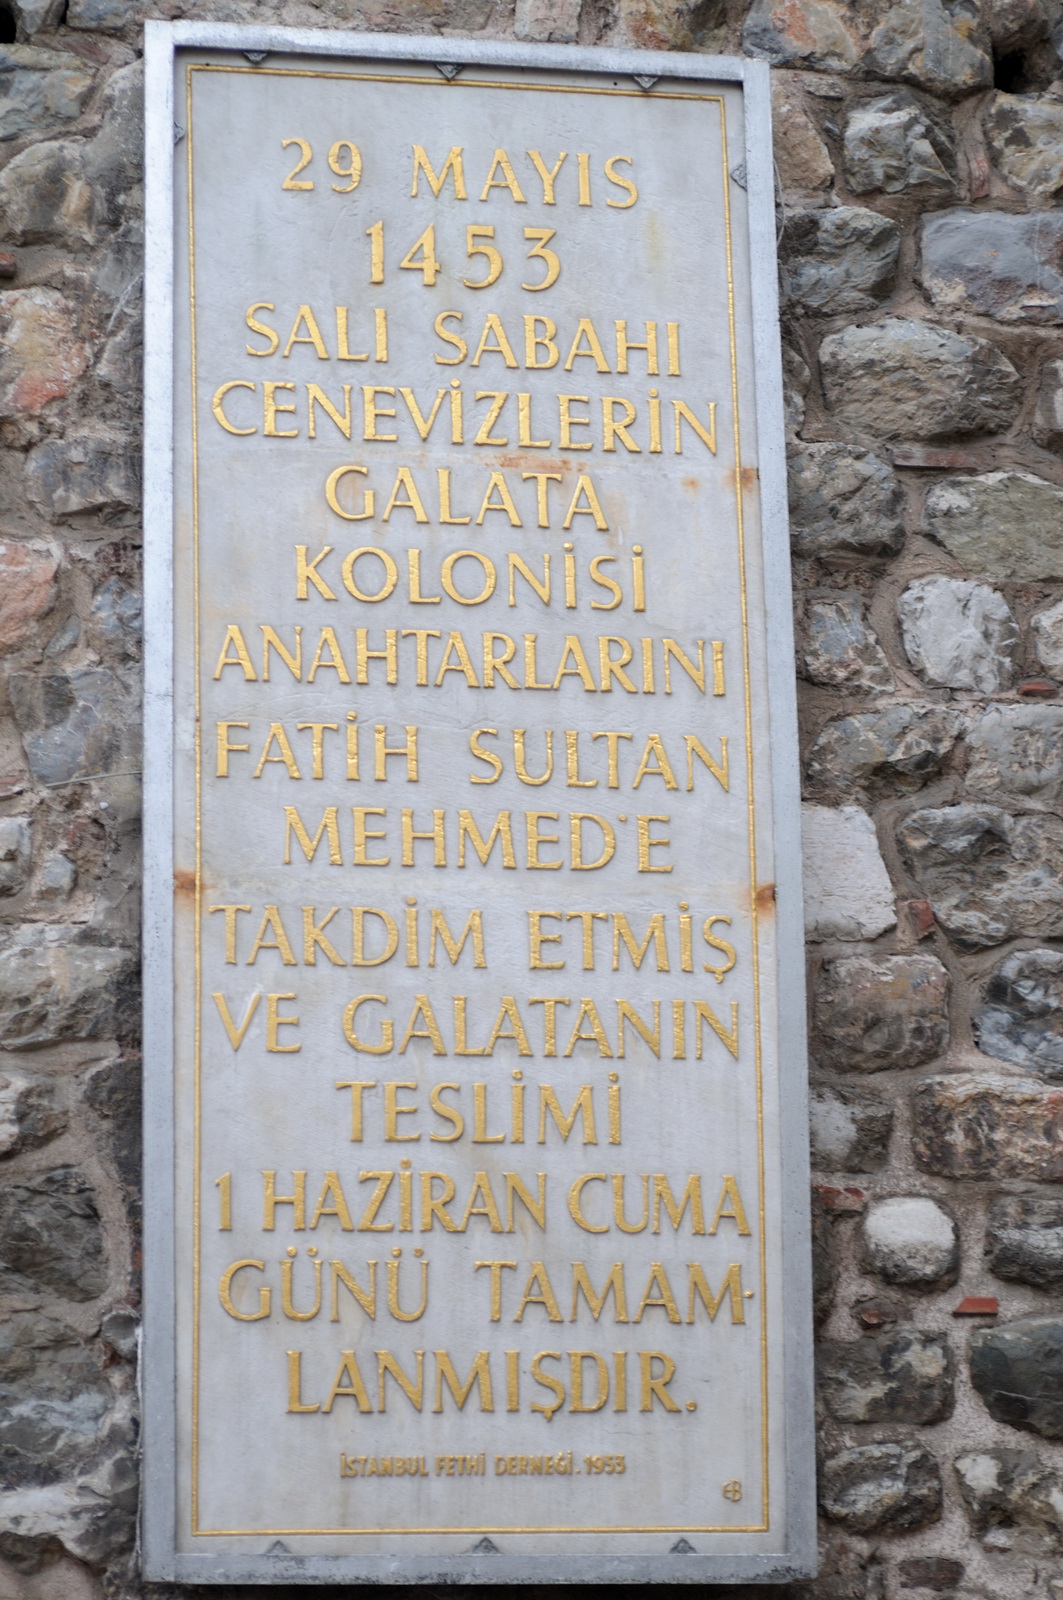 29 MAYIS
1453
SALI SABAHI
CENEVİZLERİN
GALATA
KOLONİSİ
ANAHTARLARINI
FATİH SULTAN
MEHMED'E
TAKDİM ETMİŞ
VE GALATANIN
TESLİMİ
1 HAZİRAN CUMA
GÜNÜ TAMAM-
LANMIŞDIR.
İSTANBUL FETHİ DERNEĞİ. 1953
EB